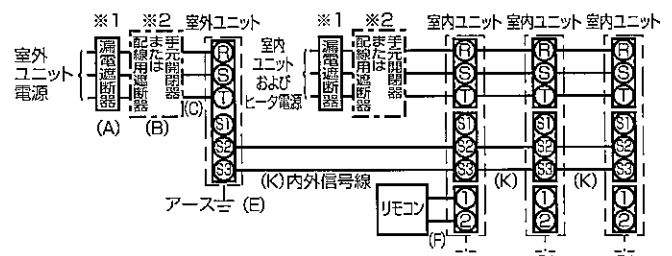 ※1
※2
室外ユニット
※1
※2
室内ユニット
室内ユニット
室内ユニット
室外
ユニット
電源
漏電遮断器
手元開閉器
または
配線用遮断器
(A)
(B)
(C)
R
S
T
S1
S2
S3
アース
(E)
室内
ユニット
および
ヒータ電源
漏電遮断器
手元開閉器
または
配線用遮断器
R
S
T
S1
S2
S3
1
2
R
S
T
S1
S2
S3
1
2
R
S
T
S1
S2
S3
1
2
(K)内外信号線
(K)
(K)
リモコン
(F)